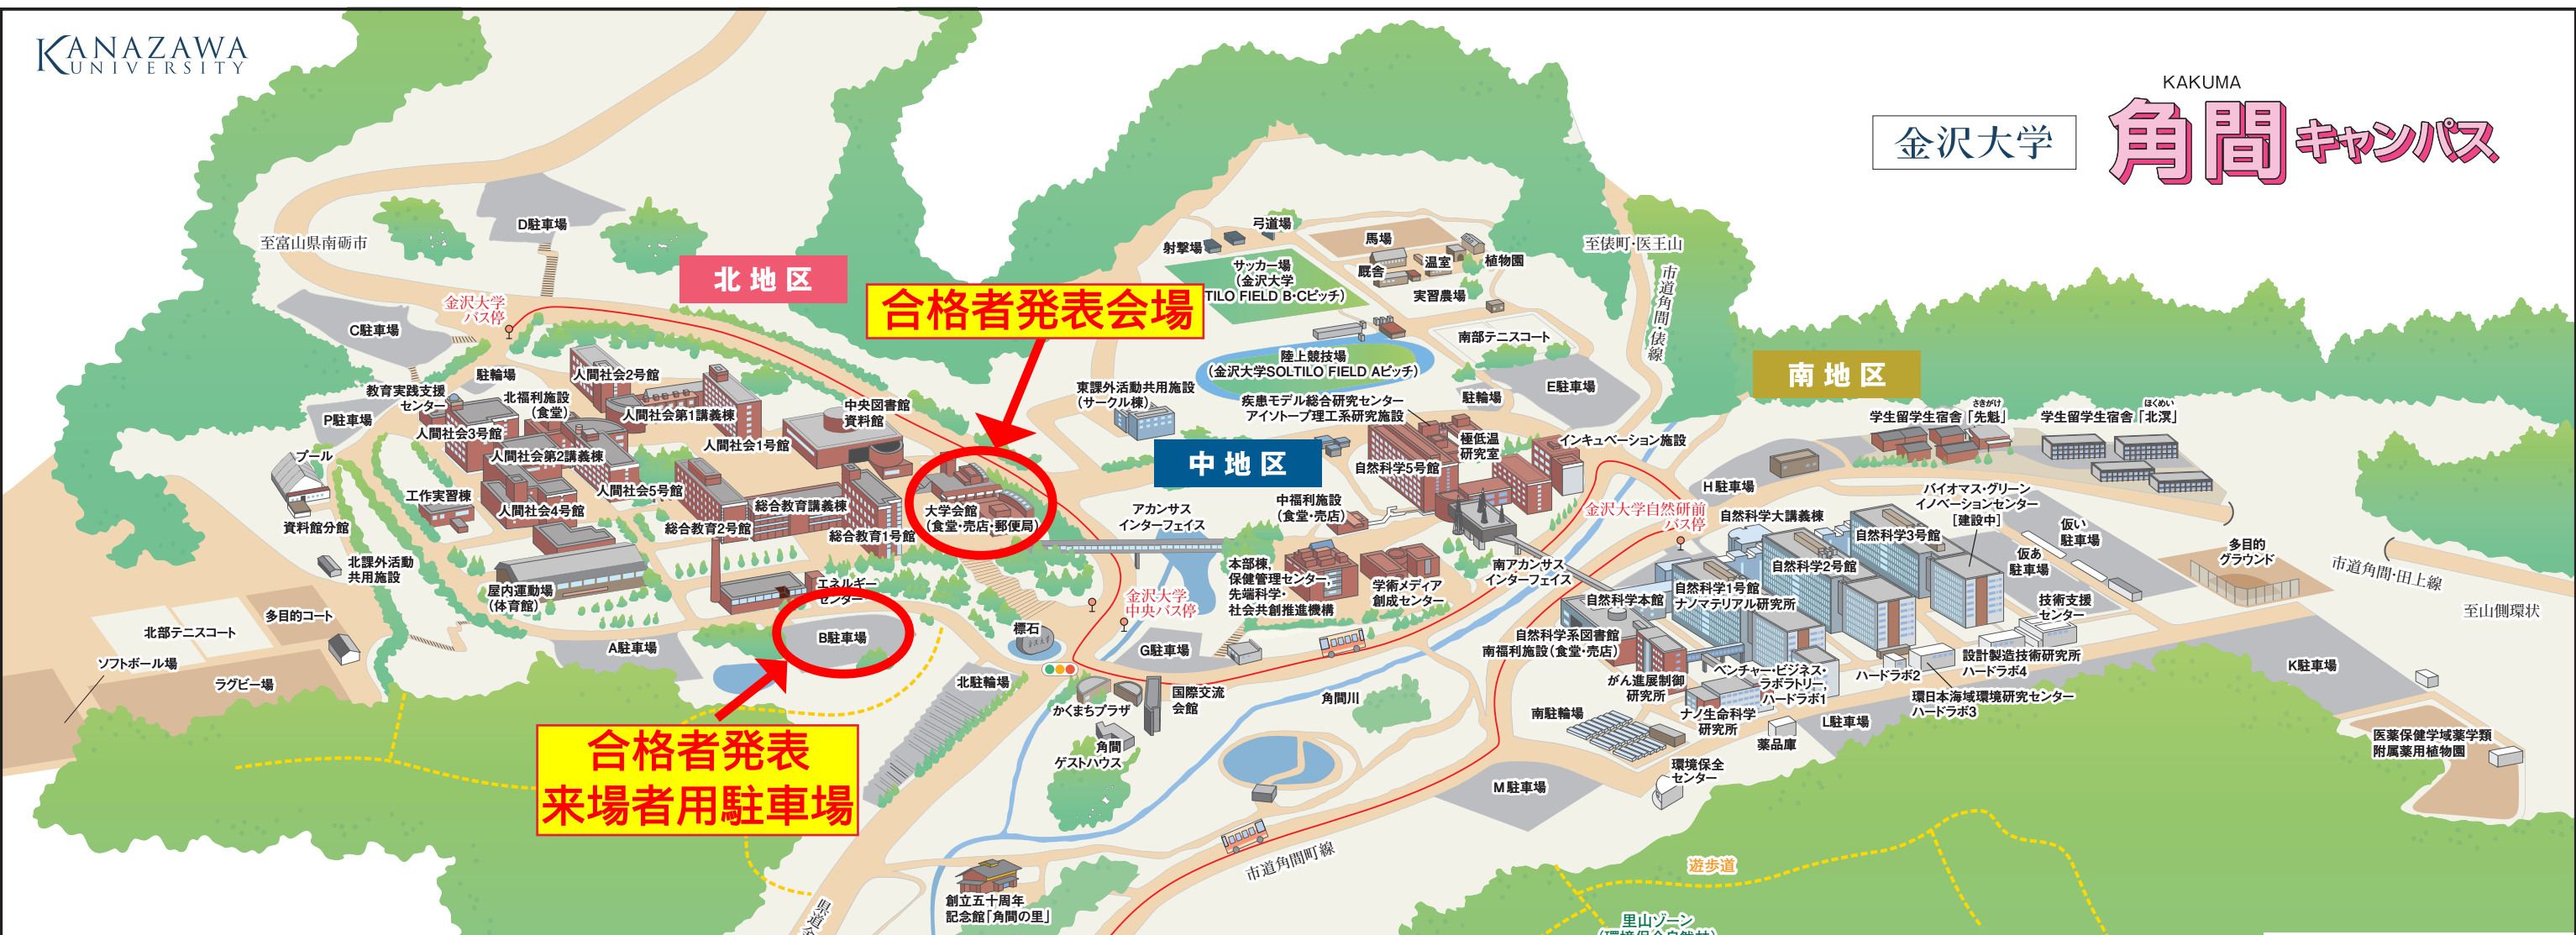 KANAZAWA
UNIVERSITY
KAKUMA
金沢大学
角間キャンパス
D駐車場
至富山県南砺市
北地区
金沢大学
バス停
C駐車場
合格者発表会場
弓道場
射撃場
馬場
サッカー場
(金沢大学
TILO FIELD B・Cピッチ)
厩舎
温室
植物園
実習農場
至俵町・医王山
市道角間・俵線
南部テニスコート
陸上競技場
(金沢大学SOLTILO FIELD Aピッチ)
E駐車場
駐輪場
南地区
駐輪場
教育実践支援
センター
P駐車場
北福利施設
(食堂)
人間社会2号館
人間社会第1講義棟
人間社会3号館
人間社会1号館
中央図書館
資料館
東課外活動共用施設
(サークル棟)
疾患モデル総合研究センター
アイソトープ理工系研究施設
中地区
極低温
研究室
インキュベーション施設
自然科学5号館
学生留学生宿舎「先魁」
さきがけ
学生留学生宿舎「北溟」
ほくめい
プール
人間社会第2講義棟
人間社会5号館
工作実習棟
人間社会4号館
資料館分館
総合教育講義棟
総合教育2号館
総合教育1号館
大学会館
(食堂・売店・郵便局)
アカンサス
インターフェイス
中福利施設
(食堂・売店)
金沢大学自然研前
バス停
H駐車場
自然科学大講義棟
バイオマス・グリーン
イノベーションセンター
[建設中]
自然科学3号館
仮い
駐車場
仮あ
駐車場
多目的
グラウンド
市道角間・田上線
至山側環状
北課外活動
共用施設
屋内運動場
(体育館)
エネルギー
センター
B駐車場
A駐車場
多目的コート
北部テニスコート
ソフトボール場
ラグビー場
金沢大学
中央バス停
標石
本部棟,
保健管理センター,
先端科学・
社会共創推進機構
学術メディア
創成センター
南アカンサス
インターフェイス
自然科学2号館
自然科学1号館
ナノマテリアル研究所
自然科学本館
自然科学系図書館
南福利施設(食堂・売店)
技術支援
センター
設計製造技術研究所
ハードラボ4
ハードラボ2
環日本海域環境研究センター
ハードラボ3
K駐車場
G駐車場
北駐輪場
かくまちプラザ
国際交流
会館
角間
ゲストハウス
角間川
がん進展制御
研究所
ベンチャー・ビジネス・
ラボラトリー,
ハードラボ1
ナノ生命科学
研究所
L駐車場
薬品庫
南駐輪場
環境保全
センター
M駐車場
医薬保健学域薬学類
附属薬用植物園
合格者発表
来場者用駐車場
市道角間町線
創立五十周年
記念館「角間の里」
遊歩道
里山ゾーン